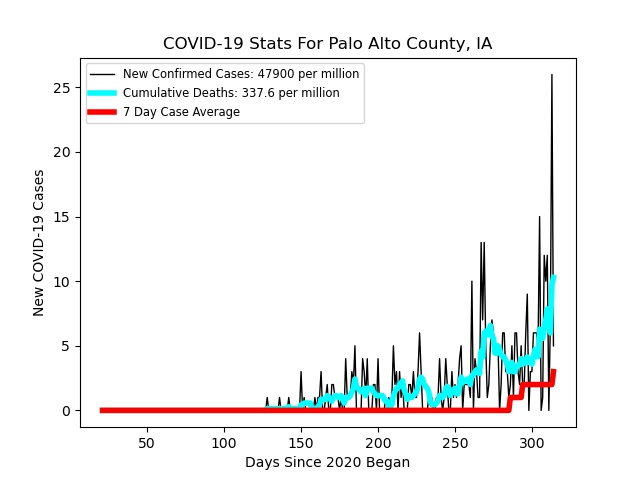 COVID-19 Stats For Palo Alto County, IA
New Confirmed Cases: 47900 per million
Cumulative Deaths: 337.6 per million
7 Day Case Average
New COVID-19 Cases
25
20
15
10
5
0
50 100 150 200 250 300
Days Since 2020 Began